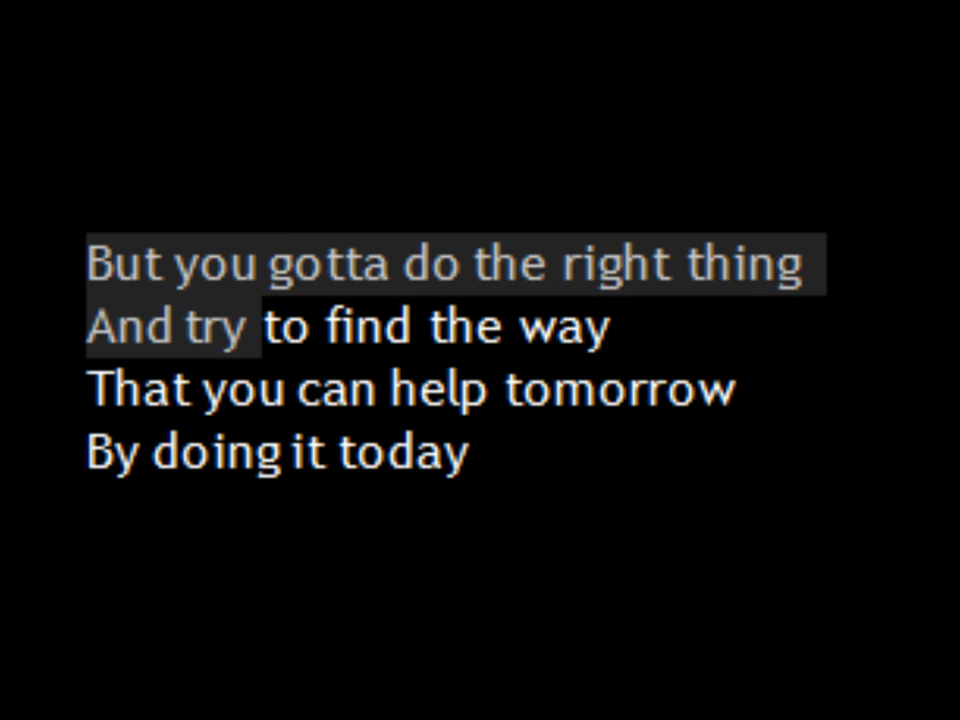 But you gotta do the right thing
And try to find the way
That you can help tomorrow
By doing it today